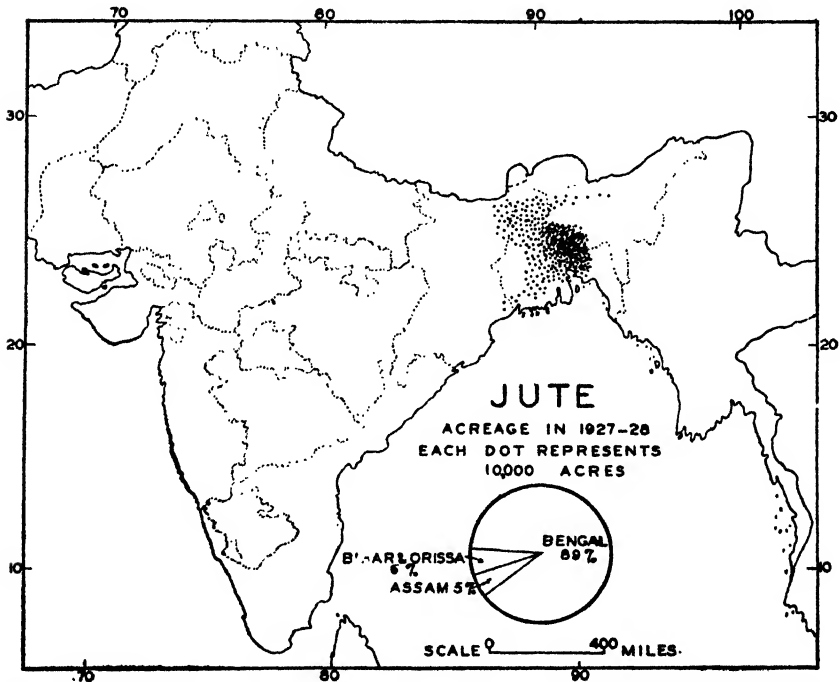 70 80 90 100
30 30
20 20
JUTE
ACREAGE IN 1927-28
EACH DOT REPRESENTS
10,000 ACRES
BENGAL
89%
BIHAR & ORISSA
6%
ASSAM 5%
10 10
SCALE 0 400 MILES.
70 80 90